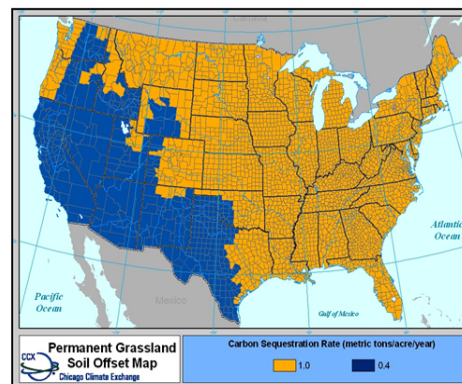 Canada
Atlantic
Ocean
Pacific
Ocean
Mexico
Gulf of Mexico
CCX
Chicago Climate Exchange
Permanent Grassland
Soil Offset Map
Carbon Sequestration Rate (metric tons/acre/year)
1.0
0.4